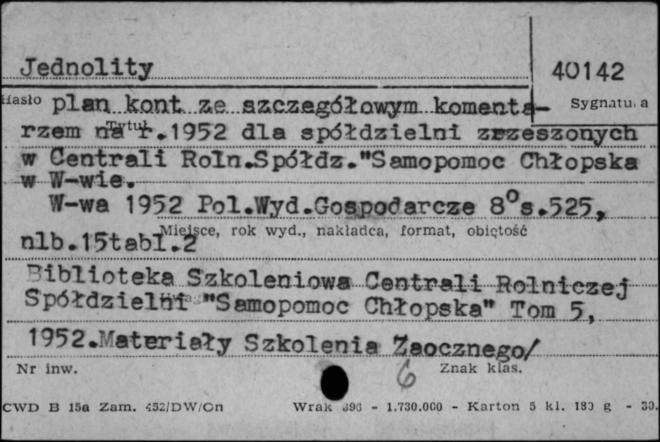 Jednolity
40142
Hasło plan kont ze szczegółowym komenta- Sygnatura
rzem na r.1952 dla spółdzielni zrzeszonych
Tytuł
w Centrali Roln.Spółdz."Samopomoc Chłopska
w W-wie.
W-wa 1952 Pol.Wyd.Gospodarcze 8°s.525,
Miejsce, rok wyd., nakładca, format, objętość
nlb.15tabl.2
Biblioteka Szkoleniowa Centrali Rolniczej
Spółdzielni "Samopomoc Chłopska" Tom 5,
1952.Materiały Szkolenia Zaocznego/
Nr inw. 6 Znak klas.
CWD B 15a Zam. 452/DW/On Wrak 396 - 1.730.000 - Karton 5 kl. 180 g - 30.